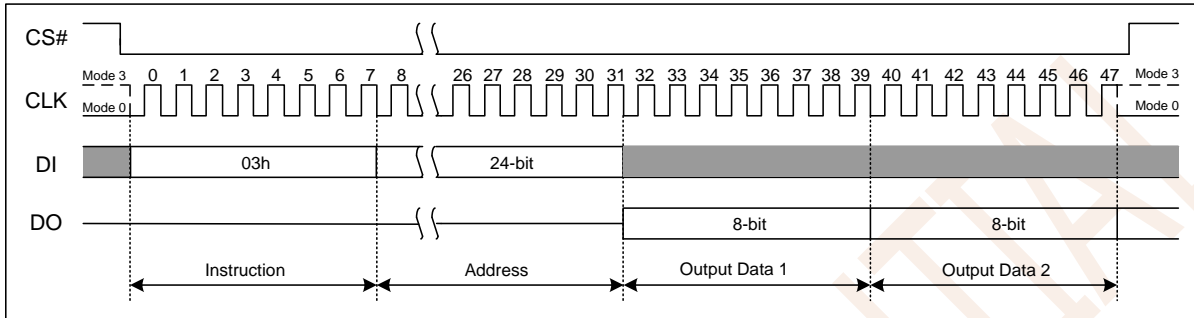 CS#
Mode 3 0 1 2 3 4 5 6 7 8 26 27 28 29 30 31 32 33 34 35 36 37 38 39 40 41 42 43 44 45 46 47 Mode 3
CLK
Mode 0 Mode 0
DI 03h 24-bit
DO 8-bit 8-bit
Instruction Address Output Data 1 Output Data 2